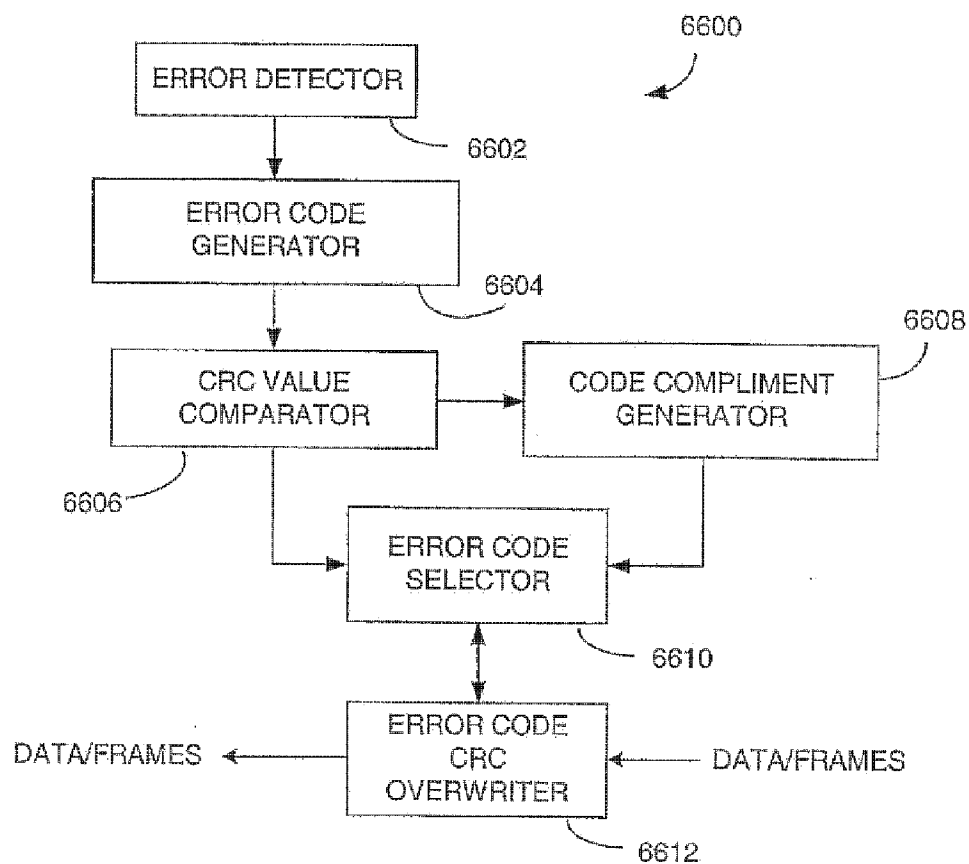 6600
ERROR DETECTOR
6602
ERROR CODE
GENERATOR
6604
6608
CRC VALUE
COMPARATOR
CODE COMPLIMENT
GENERATOR
6606
ERROR CODE
SELECTOR
6610
ERROR CODE
CRC
OVERWRITER
DATA/FRAMES
DATA/FRAMES
6612